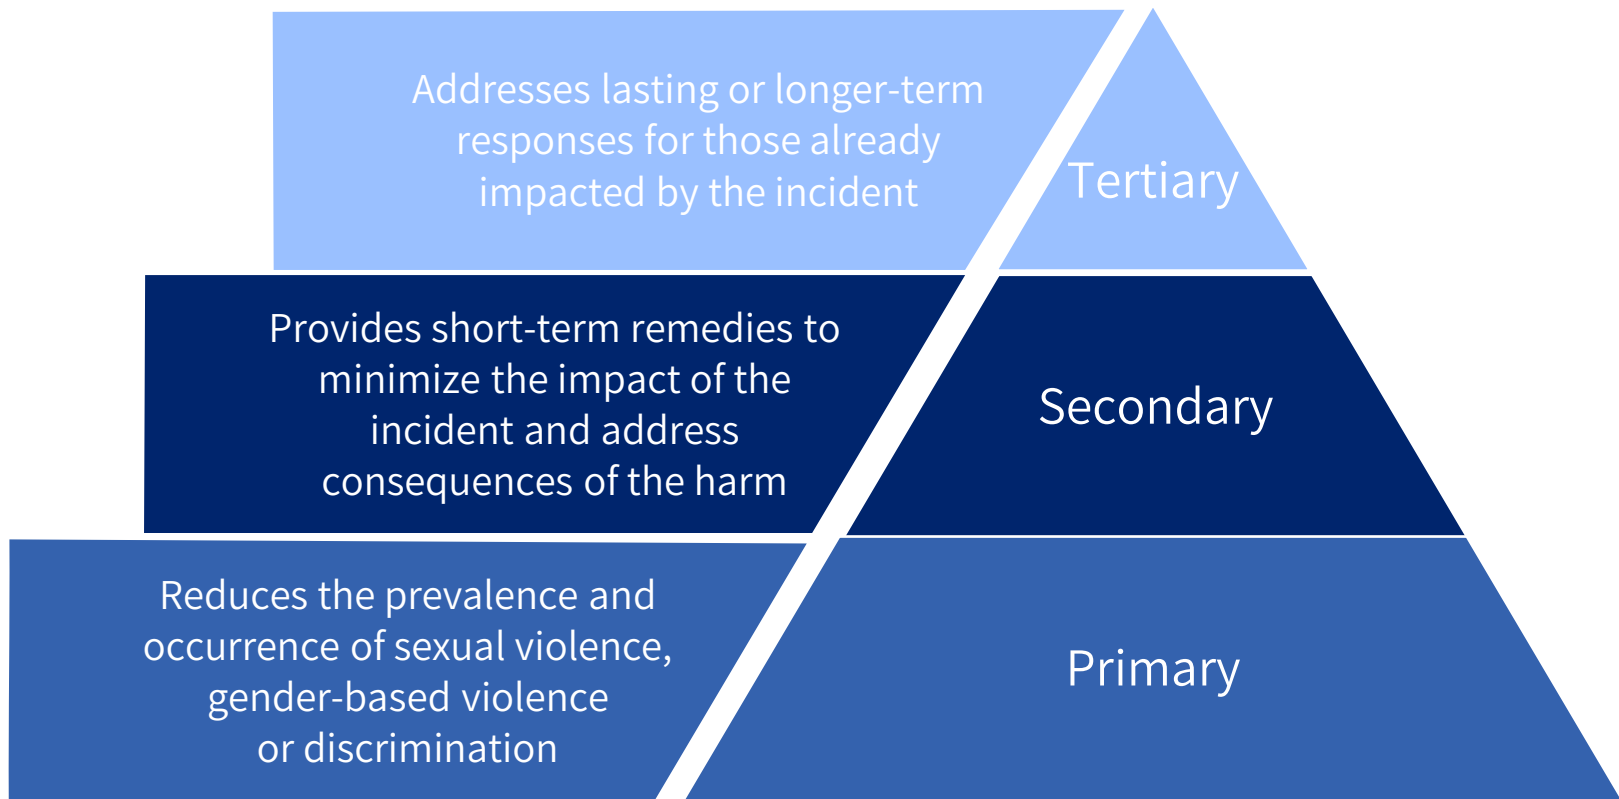 Addresses lasting or longer-term
responses for those already
impacted by the incident
Tertiary
Provides short-term remedies to
minimize the impact of the
incident and address
consequences of the harm
Secondary
Reduces the prevalence and
occurrence of sexual violence,
gender-based violence
or discrimination
Primary